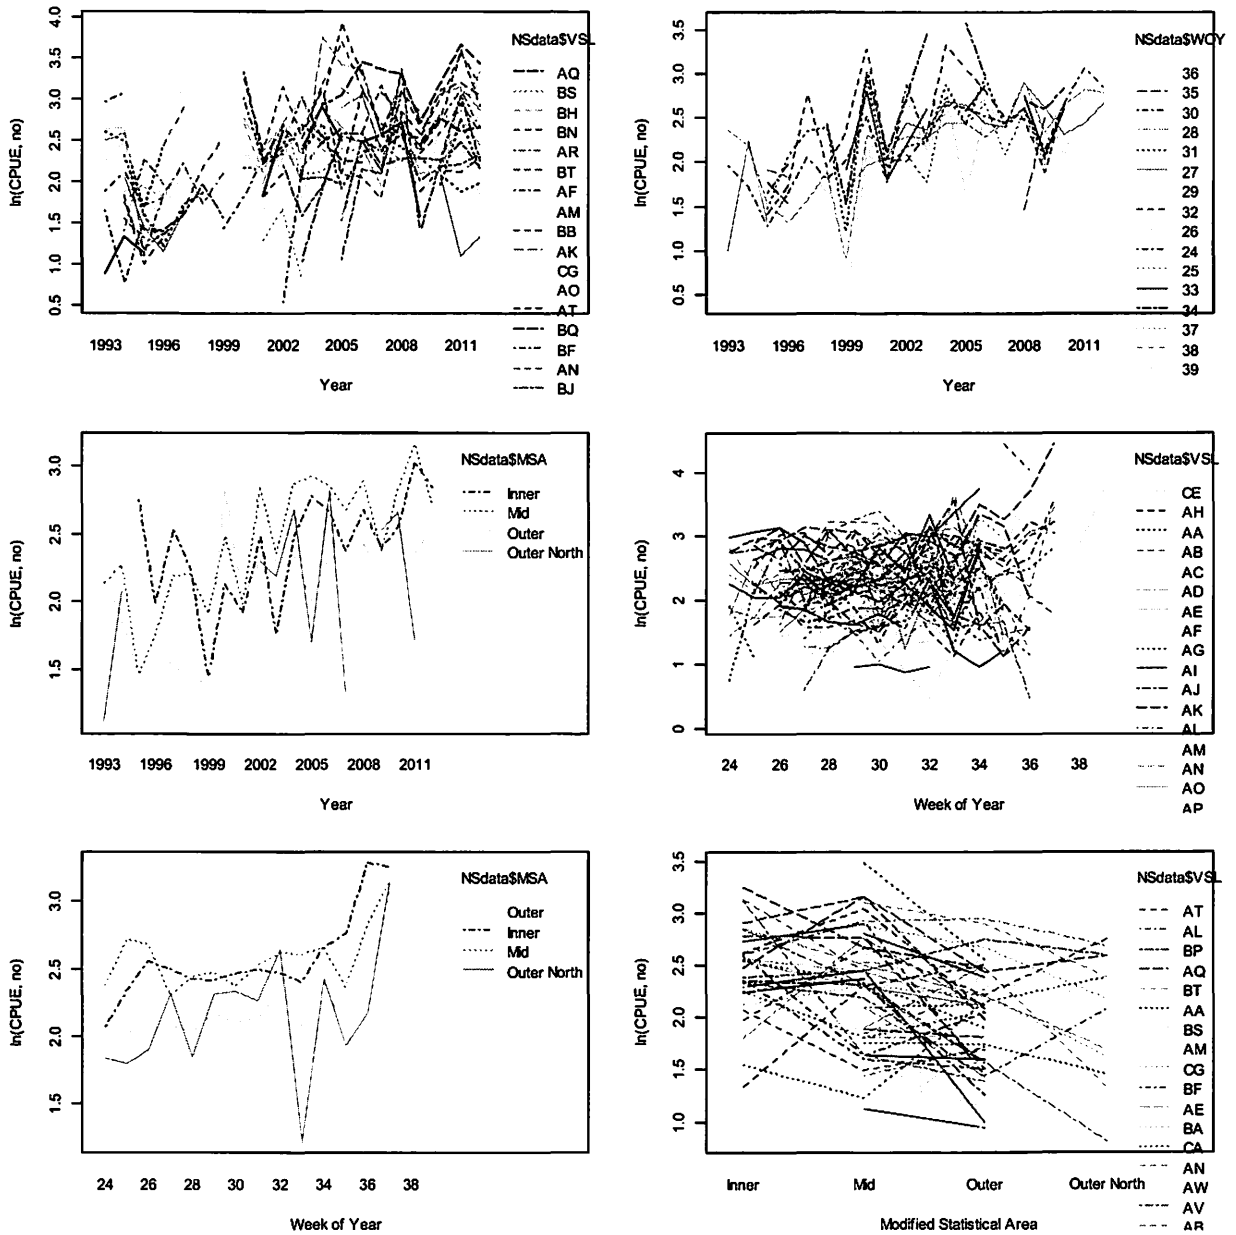 ln(CPUE, no)
4.0
3.5
3.0
2.5
2.0
1.5
1.0
0.5
1993 1996 1999 2002 2005 2008 2011
Year
NSdata$VSL
AQ
BS
BH
BN
AR
BT
AF
AM
BB
AK
CG
AO
AT
BQ
BF
AN
BJ
ln(CPUE, no)
3.5
3.0
2.5
2.0
1.5
1.0
0.5
1993 1996 1999 2002 2005 2008 2011
Year
NSdata$WOY
36
35
30
28
31
27
29
32
26
24
25
33
34
37
38
39
ln(CPUE, no)
3.0
2.5
2.0
1.5
1993 1996 1999 2002 2005 2008 2011
Year
NSdata$MSA
Inner
Mid
Outer
Outer North
ln(CPUE, no)
4
3
2
1
0
24 26 28 30 32 34 36 38
Week of Year
NSdata$VSL
CE
AH
AA
AB
AC
AD
AE
AF
AG
AI
AJ
AK
AL
AM
AN
AO
AP
ln(CPUE, no)
3.0
2.5
2.0
1.5
24 26 28 30 32 34 36 38
Week of Year
NSdata$MSA
Outer
Inner
Mid
Outer North
ln(CPUE, no)
3.5
3.0
2.5
2.0
1.5
1.0
Inner Mid Outer Outer North
Modified Statistical Area
NSdata$VSL
AT
AL
BP
AQ
BT
AA
BS
AM
CG
BF
AE
BA
CA
AN
AW
AV